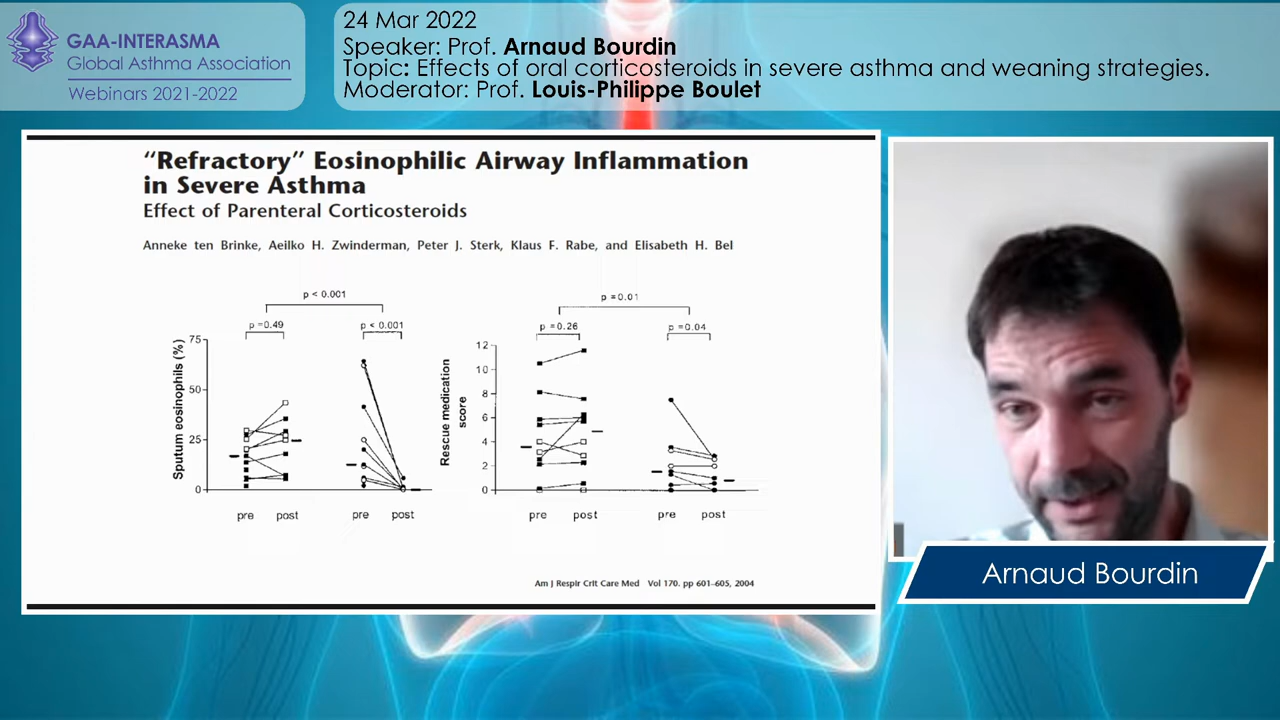 GAA-INTERASMA
Global Asthma Association
Webinars 2021-2022
24 Mar 2022
Speaker: Prof. Arnaud Bourdin
Topic: Effects of oral corticosteroids in severe asthma and weaning strategies.
Moderator: Prof. Louis-Philippe Boulet
“Refractory” Eosinophilic Airway Inflammation
in Severe Asthma
Effect of Parenteral Corticosteroids
Anneke ten Brinke, Aeilko H. Zwinderman, Peter J. Sterk, Klaus F. Rabe, and Elisabeth H. Bel
p < 0.001
p =0.49
p < 0.001
Sputum eosinophils (%)
75
50
25
0
pre
post
pre
post
p =0.01
p =0.26
p =0.04
Rescue medication
score
12
10
8
6
4
2
0
pre
post
pre
post
Am J Respir Crit Care Med Vol 170. pp 601–605, 2004
Arnaud Bourdin